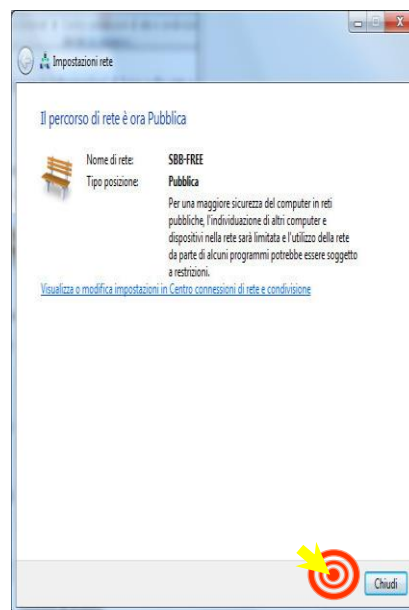 Impostazioni rete
Il percorso di rete è ora Pubblica
Nome di rete: SBB-FREE
Tipo posizione: Pubblica
Per una maggiore sicurezza del computer in reti
pubbliche, l'individuazione di altri computer e
dispositivi nella rete sarà limitata e l'utilizzo della rete
da parte di alcuni programmi potrebbe essere soggetto
a restrizioni.
Visualizza o modifica impostazioni in Centro connessioni di rete e condivisione
Chiudi